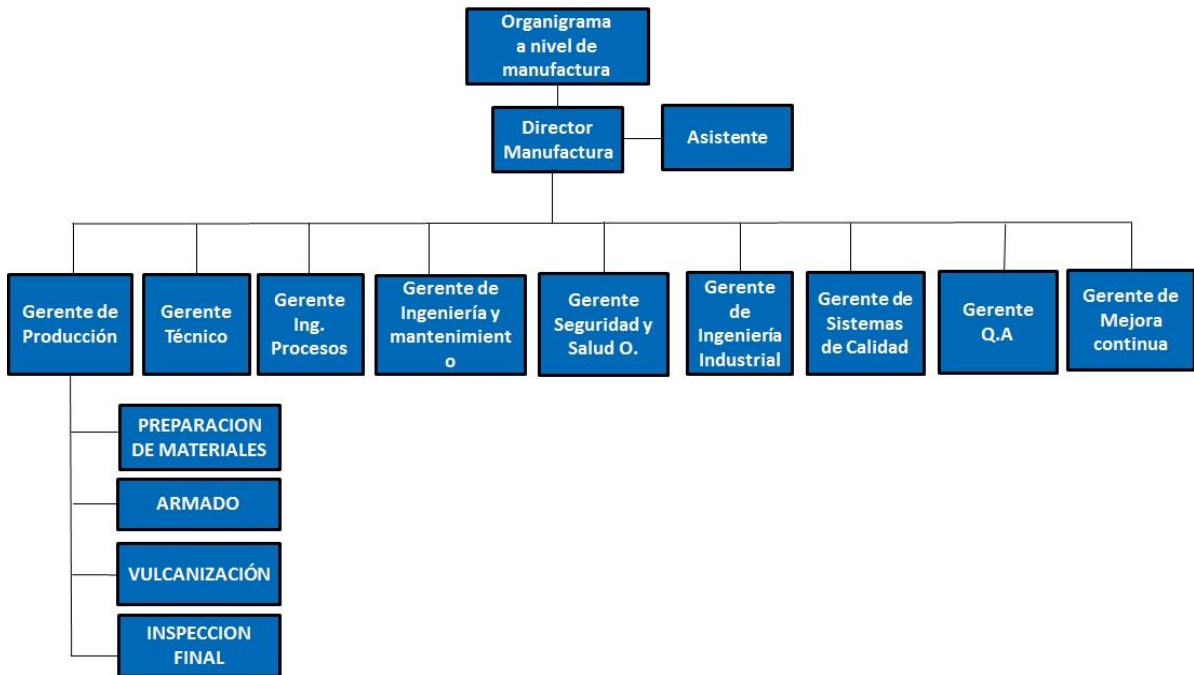 Organigrama
a nivel de
manufactura
Director
Manufactura
Asistente
Gerente de
Producción
Gerente
Técnico
Gerente
Ing.
Procesos
Gerente de
Ingeniería y
mantenimient
o
Gerente
Seguridad y
Salud O.
Gerente
de
Ingeniería
Industrial
Gerente de
Sistemas
de Calidad
Gerente
Q.A
Gerente de
Mejora
continua
PREPARACION
DE MATERIALES
ARMADO
VULCANIZACIÓN
INSPECCION
FINAL